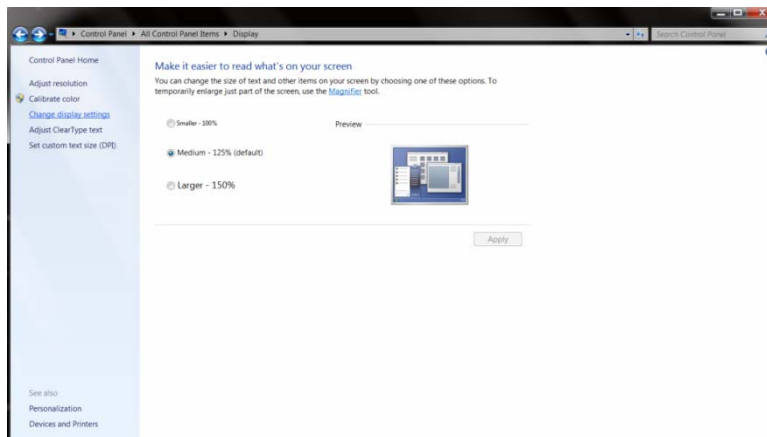 Control Panel ▸ All Control Panel Items ▸ Display
Search Control Panel
Control Panel Home
Adjust resolution
Calibrate color
Change display settings
Adjust ClearType text
Set custom text size (DPI)
Make it easier to read what's on your screen
You can change the size of text and other items on your screen by choosing one of these options. To
temporarily enlarge just part of the screen, use the Magnifier tool.
Smaller - 100%
Preview
Medium - 125% (default)
Larger - 150%
Apply
See also
Personalization
Devices and Printers